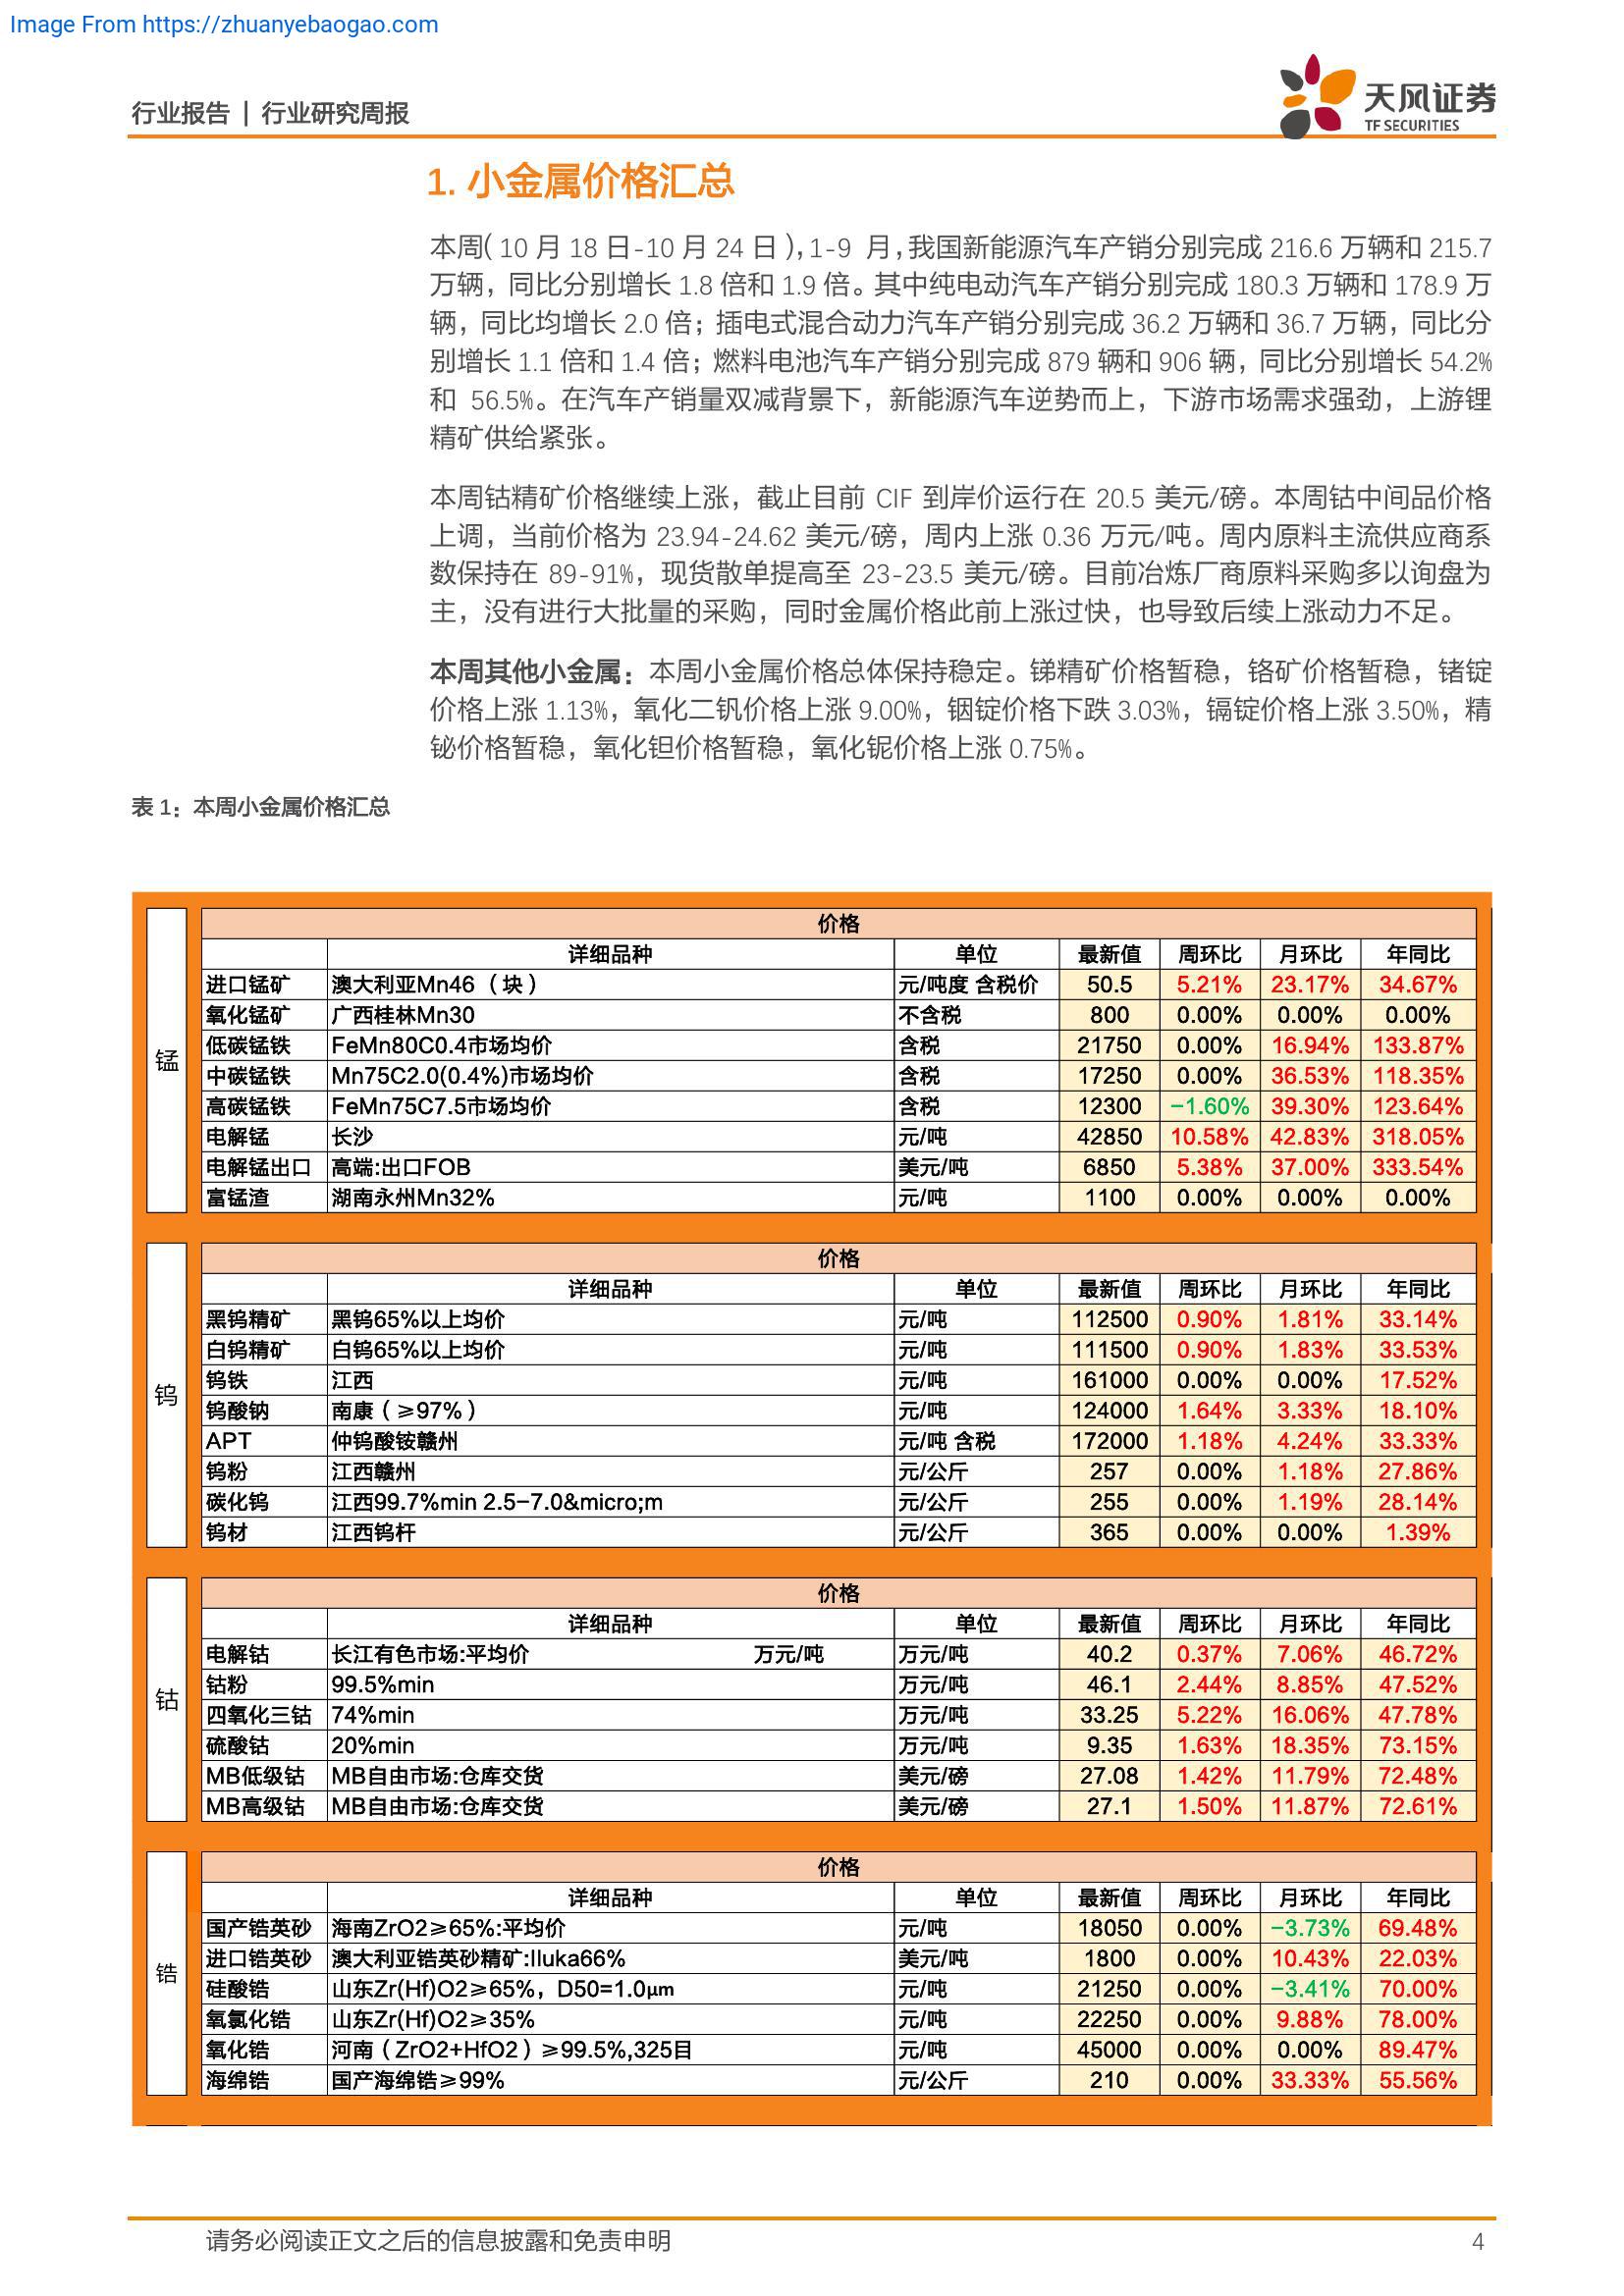 Image From https://zhuanyebaogao.com
行业报告 | 行业研究周报
天风证券
TF SECURITIES
1. 小金属价格汇总
本周( 10 月 18 日-10 月 24 日 ),1-9 月,我国新能源汽车产销分别完成 216.6 万辆和 215.7
万辆，同比分别增长 1.8 倍和 1.9 倍。其中纯电动汽车产销分别完成 180.3 万辆和 178.9 万
辆，同比均增长 2.0 倍；插电式混合动力汽车产销分别完成 36.2 万辆和 36.7 万辆，同比分
别增长 1.1 倍和 1.4 倍；燃料电池汽车产销分别完成 879 辆和 906 辆，同比分别增长 54.2%
和 56.5%。在汽车产销量双减背景下，新能源汽车逆势而上，下游市场需求强劲，上游锂
精矿供给紧张。
本周钴精矿价格继续上涨，截止目前 CIF 到岸价运行在 20.5 美元/磅。本周钴中间品价格
上调，当前价格为 23.94-24.62 美元/磅，周内上涨 0.36 万元/吨。周内原料主流供应商系
数保持在 89-91%，现货散单提高至 23-23.5 美元/磅。目前冶炼厂商原料采购多以询盘为
主，没有进行大批量的采购，同时金属价格此前上涨过快，也导致后续上涨动力不足。
本周其他小金属：本周小金属价格总体保持稳定。锑精矿价格暂稳，铬矿价格暂稳，锗锭
价格上涨 1.13%，氧化二钒价格上涨 9.00%，铟锭价格下跌 3.03%，镉锭价格上涨 3.50%，精
铋价格暂稳，氧化钽价格暂稳，氧化铌价格上涨 0.75%。
表 1：本周小金属价格汇总
锰
价格
详细品种 单位 最新值 周环比 月环比 年同比
进口锰矿 澳大利亚Mn46（块） 元/吨度 含税价 50.5 5.21% 23.17% 34.67%
氧化锰矿 广西桂林Mn30 不含税 800 0.00% 0.00% 0.00%
低碳锰铁 FeMn80C0.4市场均价 含税 21750 0.00% 16.94% 133.87%
中碳锰铁 Mn75C2.0(0.4%)市场均价 含税 17250 0.00% 36.53% 118.35%
高碳锰铁 FeMn75C7.5市场均价 含税 12300 -1.60% 39.30% 123.64%
电解锰 长沙 元/吨 42850 10.58% 42.83% 318.05%
电解锰出口 高端:出口FOB 美元/吨 6850 5.38% 37.00% 333.54%
富锰渣 湖南永州Mn32% 元/吨 1100 0.00% 0.00% 0.00%
钨
价格
详细品种 单位 最新值 周环比 月环比 年同比
黑钨精矿 黑钨65%以上均价 元/吨 112500 0.90% 1.81% 33.14%
白钨精矿 白钨65%以上均价 元/吨 111500 0.90% 1.83% 33.53%
钨铁 江西 元/吨 161000 0.00% 0.00% 17.52%
钨酸钠 南康（≥97%） 元/吨 124000 1.64% 3.33% 18.10%
APT 仲钨酸铵赣州 元/吨 含税 172000 1.18% 4.24% 33.33%
钨粉 江西赣州 元/公斤 257 0.00% 1.18% 27.86%
碳化钨 江西99.7%min 2.5-7.0&micro;m 元/公斤 255 0.00% 1.19% 28.14%
钨材 江西钨杆 元/公斤 365 0.00% 0.00% 1.39%
钴
价格
详细品种 单位 最新值 周环比 月环比 年同比
电解钴 长江有色市场:平均价 万元/吨 万元/吨 40.2 0.37% 7.06% 46.72%
钴粉 99.5%min 万元/吨 46.1 2.44% 8.85% 47.52%
四氧化三钴 74%min 万元/吨 33.25 5.22% 16.06% 47.78%
硫酸钴 20%min 万元/吨 9.35 1.63% 18.35% 73.15%
MB低级钴 MB自由市场:仓库交货 美元/磅 27.08 1.42% 11.79% 72.48%
MB高级钴 MB自由市场:仓库交货 美元/磅 27.1 1.50% 11.87% 72.61%
锆
价格
详细品种 单位 最新值 周环比 月环比 年同比
国产锆英砂 海南ZrO2≥65%:平均价 元/吨 18050 0.00% -3.73% 69.48%
进口锆英砂 澳大利亚锆英砂精矿:Iluka66% 美元/吨 1800 0.00% 10.43% 22.03%
硅酸锆 山东Zr(Hf)O2≥65%，D50=1.0μm 元/吨 21250 0.00% -3.41% 70.00%
氧氯化锆 山东Zr(Hf)O2≥35% 元/吨 22250 0.00% 9.88% 78.00%
氧化锆 河南（ZrO2+HfO2）≥99.5%,325目 元/吨 45000 0.00% 0.00% 89.47%
海绵锆 国产海绵锆≥99% 元/公斤 210 0.00% 33.33% 55.56%
请务必阅读正文之后的信息披露和免责申明 4